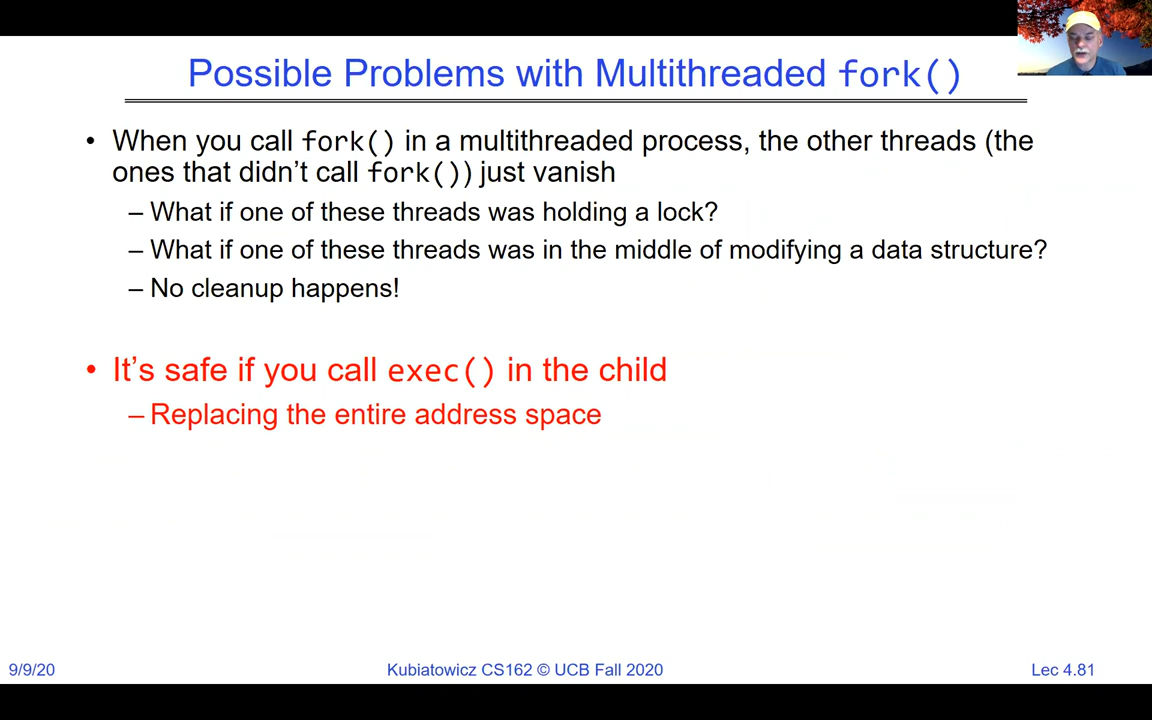 Possible Problems with Multithreaded fork()
• When you call fork() in a multithreaded process, the other threads (the
ones that didn’t call fork()) just vanish
– What if one of these threads was holding a lock?
– What if one of these threads was in the middle of modifying a data structure?
– No cleanup happens!
• It’s safe if you call exec() in the child
– Replacing the entire address space
9/9/20
Kubiatowicz CS162 © UCB Fall 2020
Lec 4.81